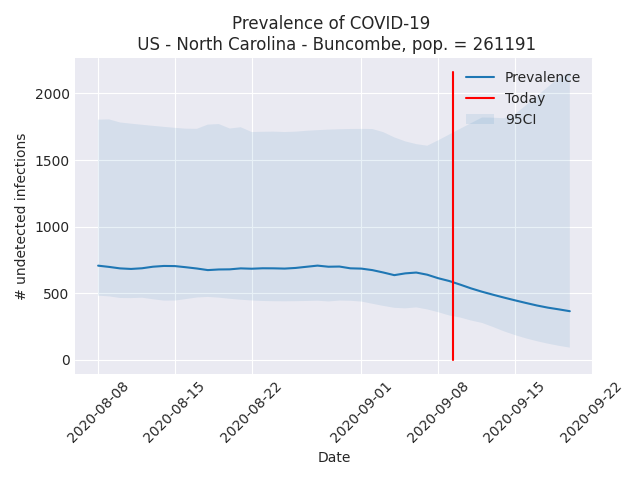 Prevalence of COVID-19
US - North Carolina - Buncombe, pop. = 261191
# undetected infections
2000
1500
1000
500
0
Prevalence
Today
95CI
2020-08-08
2020-08-15
2020-08-22
2020-09-01
2020-09-08
2020-09-15
2020-09-22
Date